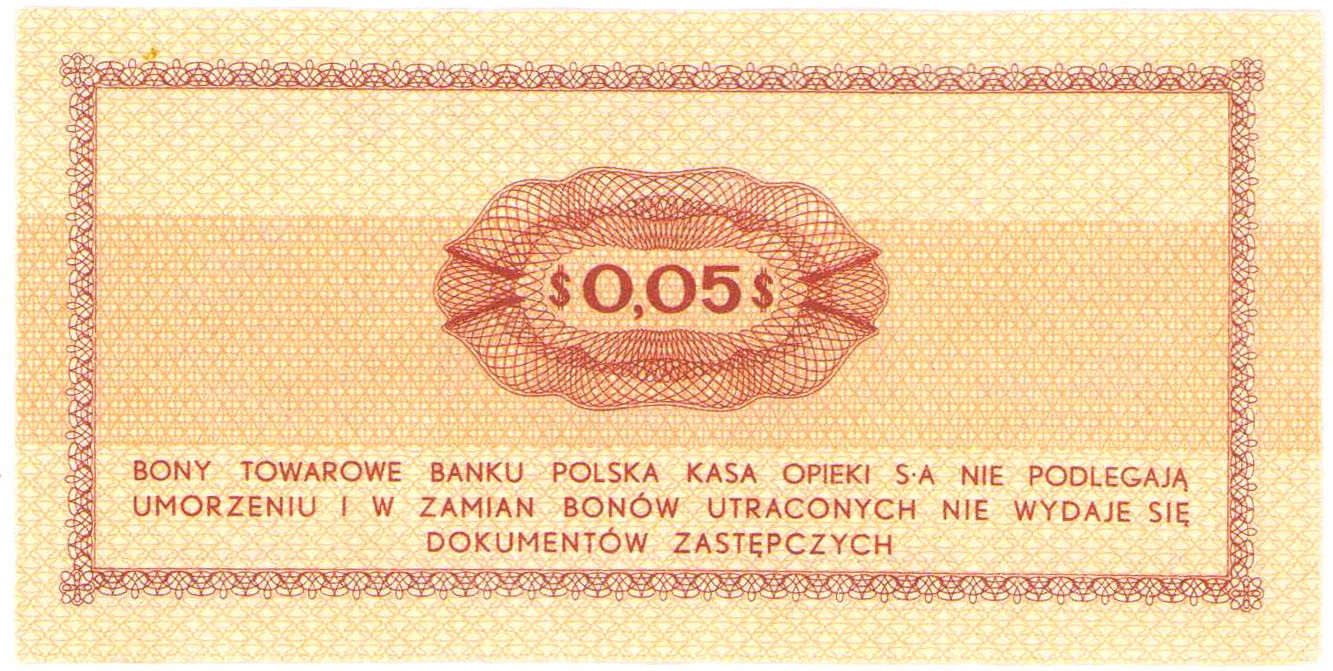 $0,05$
BONY TOWAROWE BANKU POLSKA KASA OPIEKI S·A NIE PODLEGAJĄ
UMORZENIU I W ZAMIAN BONÓW UTRACONYCH NIE WYDAJE SIĘ
DOKUMENTÓW ZASTĘPCZYCH